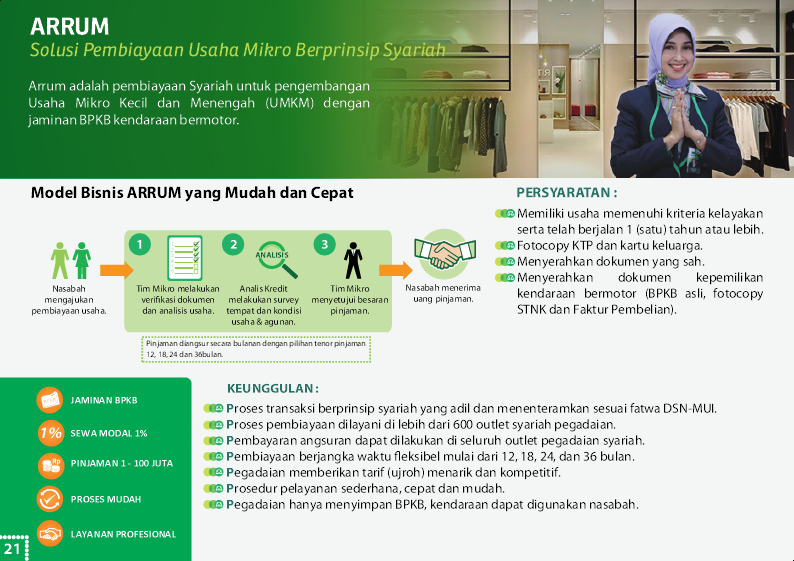 ARRUM
Solusi Pembiayaan Usaha Mikro Berprinsip Syariah
Arrum adalah pembiayaan Syariah untuk pengembangan
Usaha Mikro Kecil dan Menengah (UMKM) dengan
jaminan BPKB kendaraan bermotor.
Model Bisnis ARRUM yang Mudah dan Cepat
Nasabah
mengajukan
pembiayaan usaha.
1
Tim Mikro melakukan
verifikasi dokumen
dan analisis usaha.
2
ANALISIS
Analis Kredit
melakukan survey
tempat dan kondisi
usaha & agunan.
3
Tim Mikro
menyetujui besaran
pinjaman.
Nasabah menerima
uang pinjaman.
Pinjaman diangsur secara bulanan dengan pilihan tenor pinjaman
12, 18, 24 dan 36bulan.
PERSYARATAN :
Memiliki usaha memenuhi kriteria kelayakan
serta telah berjalan 1 (satu) tahun atau lebih.
Fotocopy KTP dan kartu keluarga.
Menyerahkan dokumen yang sah.
Menyerahkan dokumen kepemilikan
kendaraan bermotor (BPKB asli, fotocopy
STNK dan Faktur Pembelian).
JAMINAN BPKB
1%
SEWA MODAL 1%
Rp
PINJAMAN 1 - 100 JUTA
PROSES MUDAH
LAYANAN PROFESIONAL
KEUNGGULAN :
Proses transaksi berprinsip syariah yang adil dan menenteramkan sesuai fatwa DSN-MUI.
Proses pembiayaan dilayani di lebih dari 600 outlet syariah pegadaian.
Pembayaran angsuran dapat dilakukan di seluruh outlet pegadaian syariah.
Pembiayaan berjangka waktu fleksibel mulai dari 12, 18, 24, dan 36 bulan.
Pegadaian memberikan tarif (ujroh) menarik dan kompetitif.
Prosedur pelayanan sederhana, cepat dan mudah.
Pegadaian hanya menyimpan BPKB, kendaraan dapat digunakan nasabah.
21